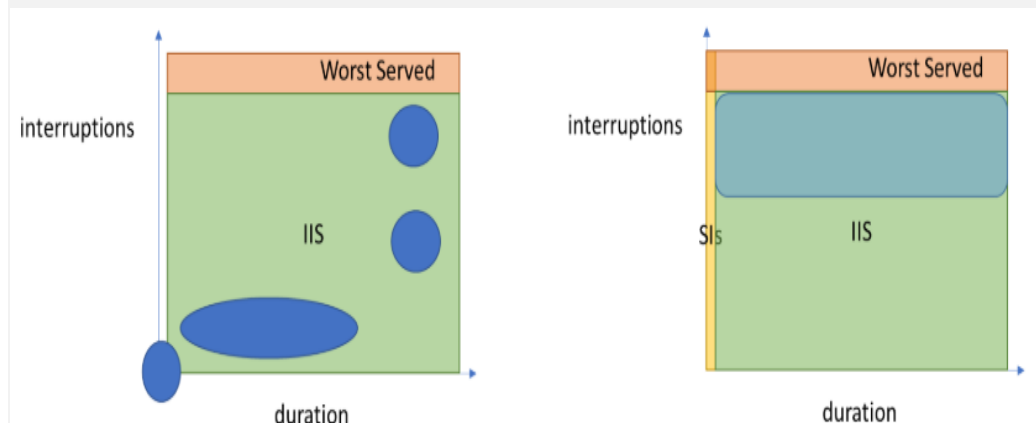 Worst Served
interruptions
IIS
duration
Worst Served
interruptions
SIs
IIS
duration